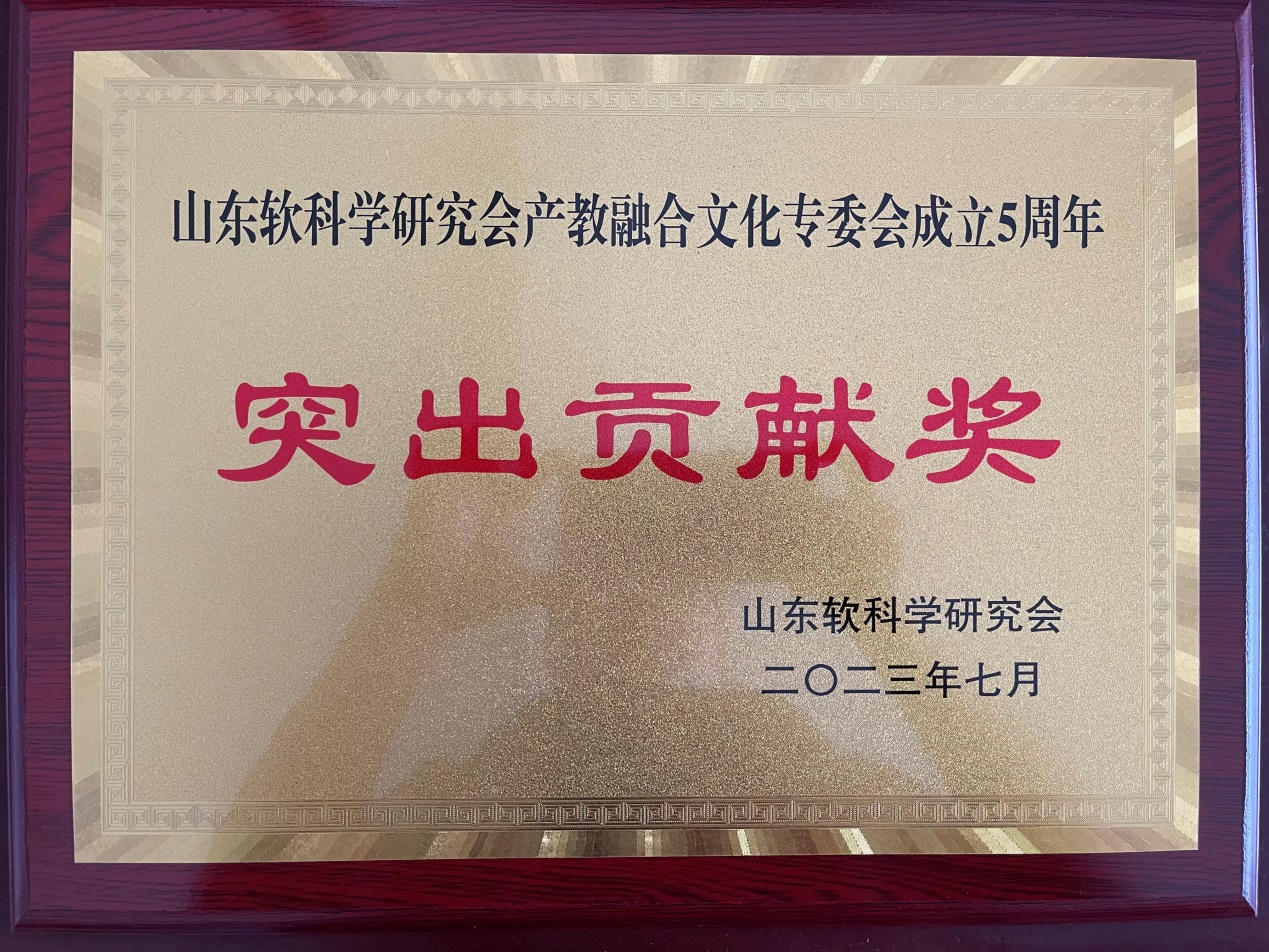 山东软科学研究会产教融合文化专委会成立5周年
突出贡献奖
山东软科学研究会
二〇二三年七月